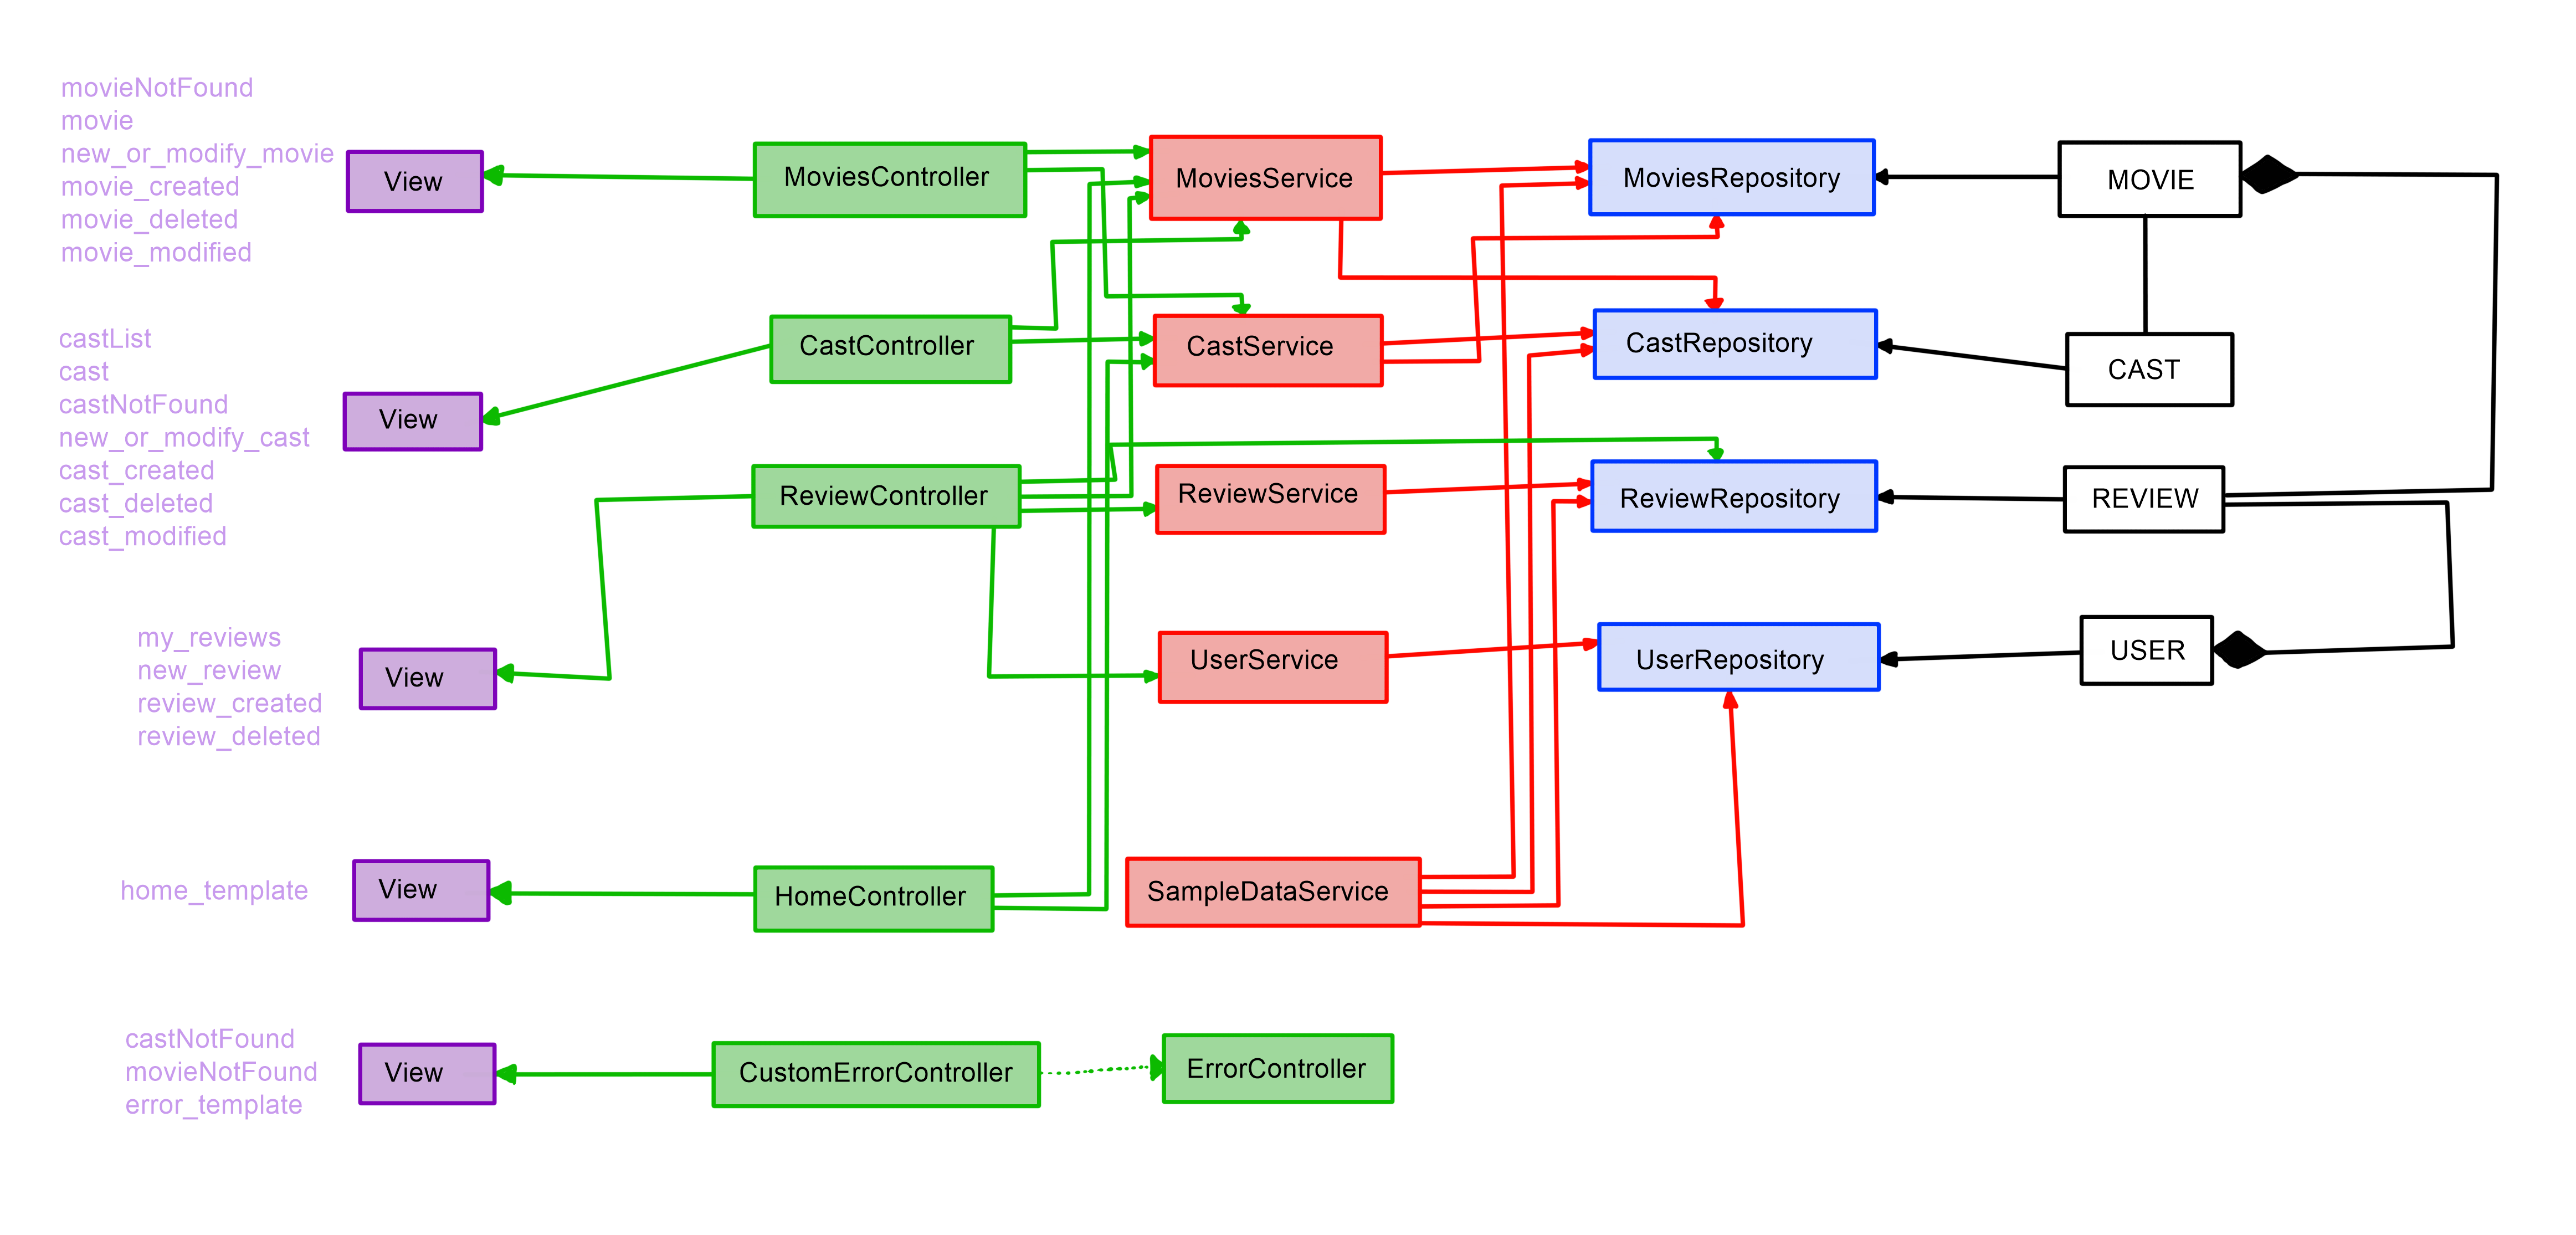 movieNotFound
movie
new_or_modify_movie
movie_created
movie_deleted
movie_modified
View
MoviesController
MoviesService
MoviesRepository
MOVIE
castList
cast
castNotFound
new_or_modify_cast
cast_created
cast_deleted
cast_modified
View
CastController
CastService
CastRepository
CAST
ReviewController
ReviewService
ReviewRepository
REVIEW
my_reviews
new_review
review_created
review_deleted
View
UserService
UserRepository
USER
home_template
View
HomeController
SampleDataService
castNotFound
movieNotFound
error_template
View
CustomErrorController
ErrorController